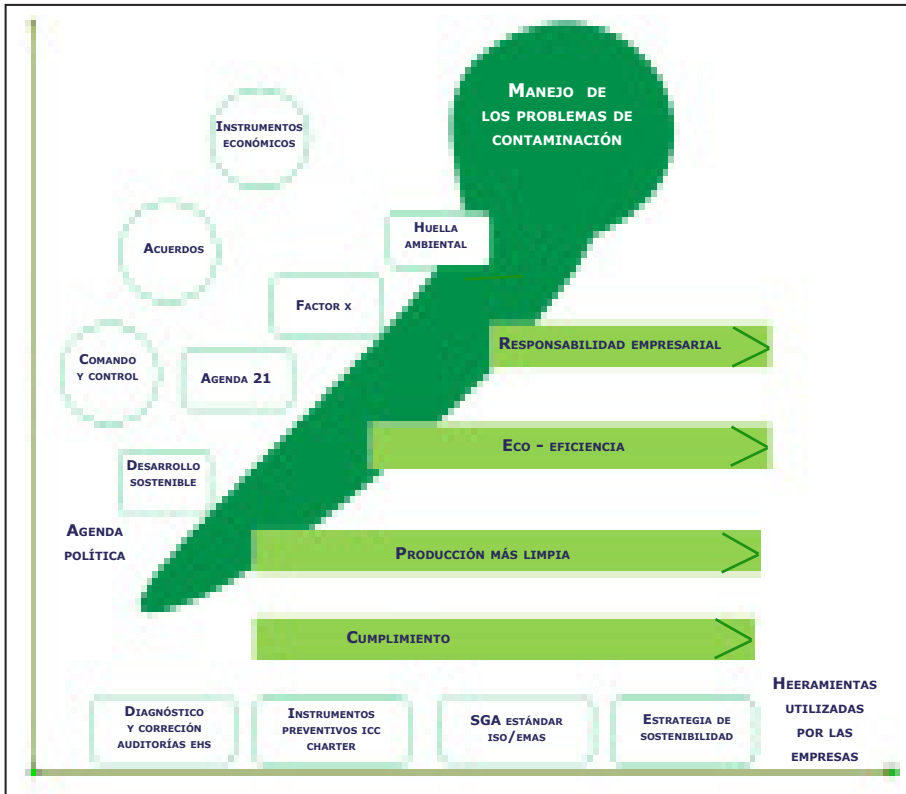 Manejo de
los problemas de
contaminación
Instrumentos
económicos
Huella
ambiental
Acuerdos
Factor x
Responsabilidad empresarial
Comando
y control
Agenda 21
Eco - eficiencia
Desarrollo
sostenible
Agenda
política
Producción más limpia
Cumplimiento
Diagnóstico
y correción
auditorías ehs
Instrumentos
preventivos icc
charter
SGA estándar
iso/emas
Estrategia de
sostenibilidad
Heeramientas
utilizadas
por las
empresas